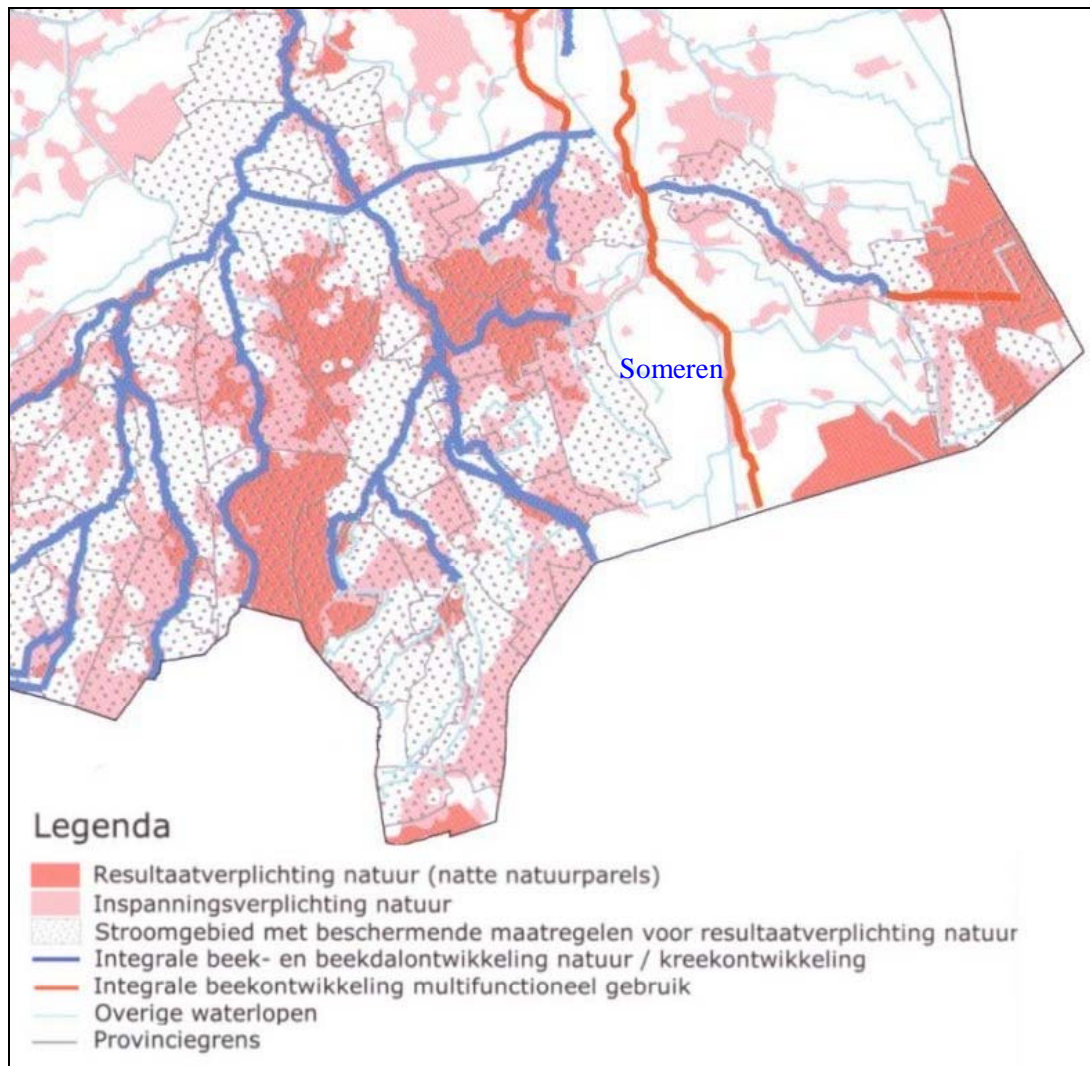 Someren
Legenda
Resultaatverplichting natuur (natte natuurparels)
Inspanningsverplichting natuur
Stroomgebied met beschermende maatregelen voor resultaatverplichting natuur
Integrale beek- en beekdalontwikkeling natuur / kreekontwikkeling
Integrale beekontwikkeling multifunctioneel gebruik
Overige waterlopen
Provinciegrens